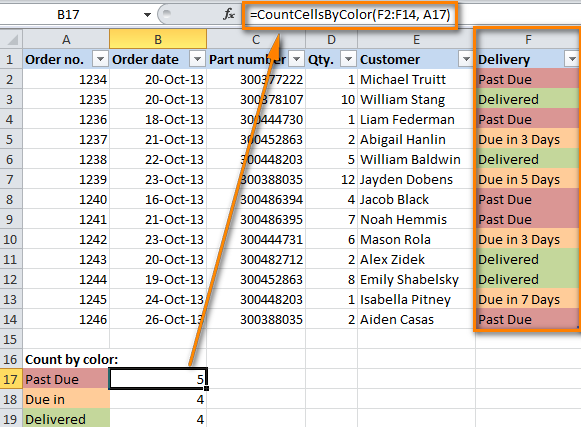 B17 fx =CountCellsByColor(F2:F14, A17)
A B C D E F
1 Order no. Order date Part number Qty. Customer Delivery
2 1234 20-Oct-13 300377222 1 Michael Truitt Past Due
3 1235 20-Oct-13 300378107 10 William Stang Delivered
4 1236 18-Oct-13 300444730 1 Liam Federman Past Due
5 1237 21-Oct-13 300452863 2 Abigail Hanlin Due in 3 Days
6 1238 22-Oct-13 300448203 5 William Baldwin Delivered
7 1239 23-Oct-13 300388035 12 Jayden Dobens Due in 5 Days
8 1240 16-Oct-13 300486394 4 Jacob Black Past Due
9 1241 21-Oct-13 300486395 7 Noah Hemmis Past Due
10 1242 23-Oct-13 300444731 6 Mason Rola Due in 3 Days
11 1243 20-Oct-13 300482712 2 Alex Zidek Delivered
12 1244 19-Oct-13 300452863 8 Emily Shabelsky Delivered
13 1245 24-Oct-13 300448203 1 Isabella Pitney Due in 7 Days
14 1246 26-Oct-13 300388035 2 Aiden Casas Past Due
15
16 Count by color:
17 Past Due 5
18 Due in 4
19 Delivered 4